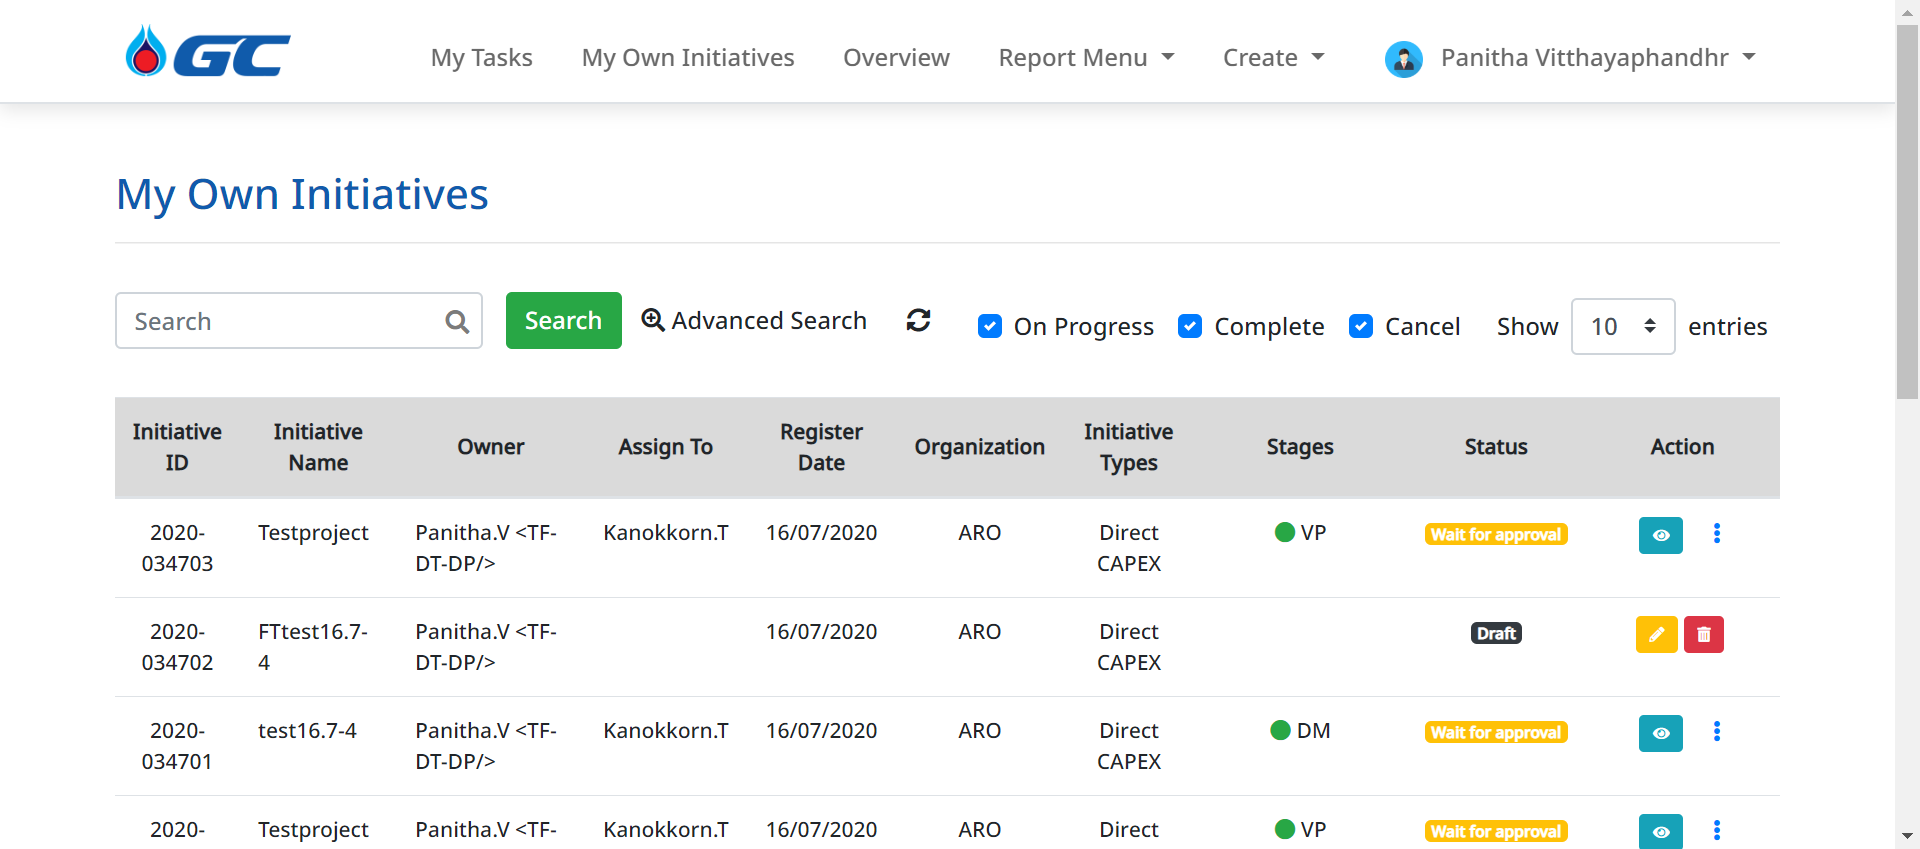 GC
My Tasks
My Own Initiatives
Overview
Report Menu
Create
Panitha Vitthayaphandhr
My Own Initiatives
Search
Search
Advanced Search
On Progress
Complete
Cancel
Show
10
entries
Initiative ID
Initiative Name
Owner
Assign To
Register Date
Organization
Initiative Types
Stages
Status
Action
2020-034703
Testproject
Panitha.V <TF-DT-DP/>
Kanokkorn.T
16/07/2020
ARO
Direct CAPEX
VP
Wait for approval
2020-034702
FTtest16.7-4
Panitha.V <TF-DT-DP/>
16/07/2020
ARO
Direct CAPEX
Draft
2020-034701
test16.7-4
Panitha.V <TF-DT-DP/>
Kanokkorn.T
16/07/2020
ARO
Direct CAPEX
DM
Wait for approval
2020-
Testproject
Panitha.V <TF-
Kanokkorn.T
16/07/2020
ARO
Direct
VP
Wait for approval